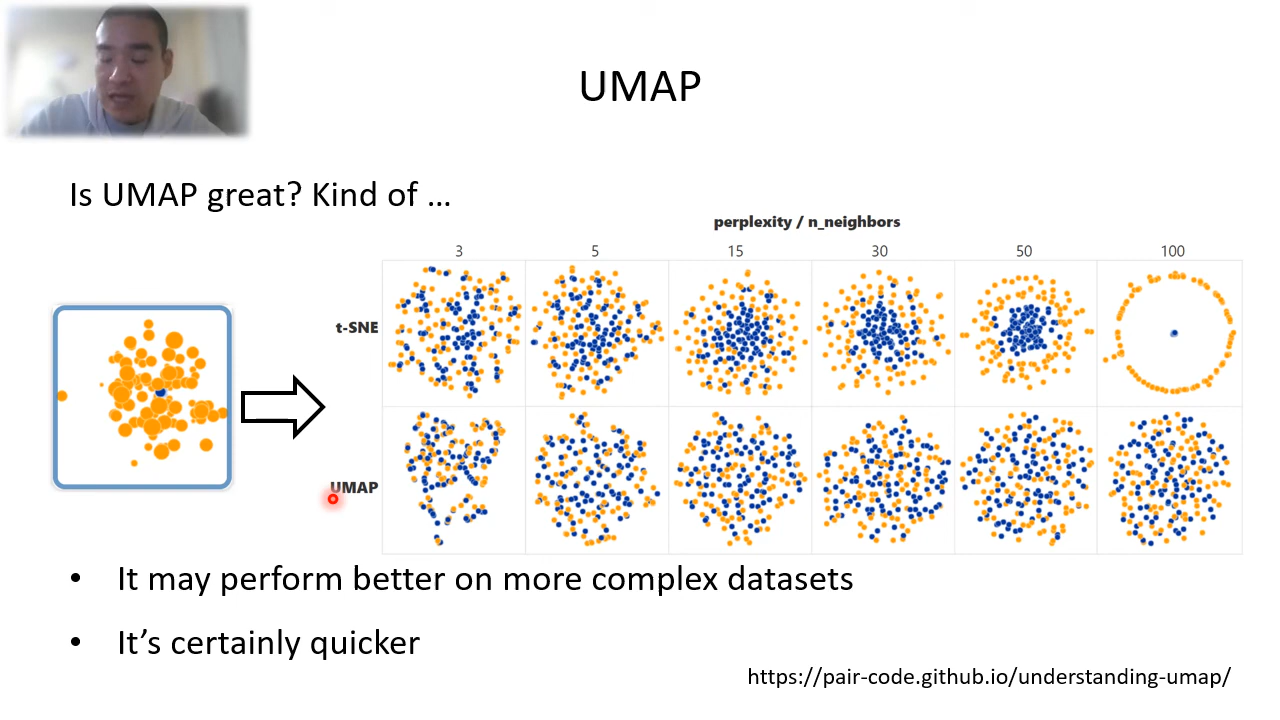 UMAP
Is UMAP great? Kind of …
perplexity / n_neighbors
3 5 15 30 50 100
t-SNE
UMAP
• It may perform better on more complex datasets
• It’s certainly quicker
https://pair-code.github.io/understanding-umap/